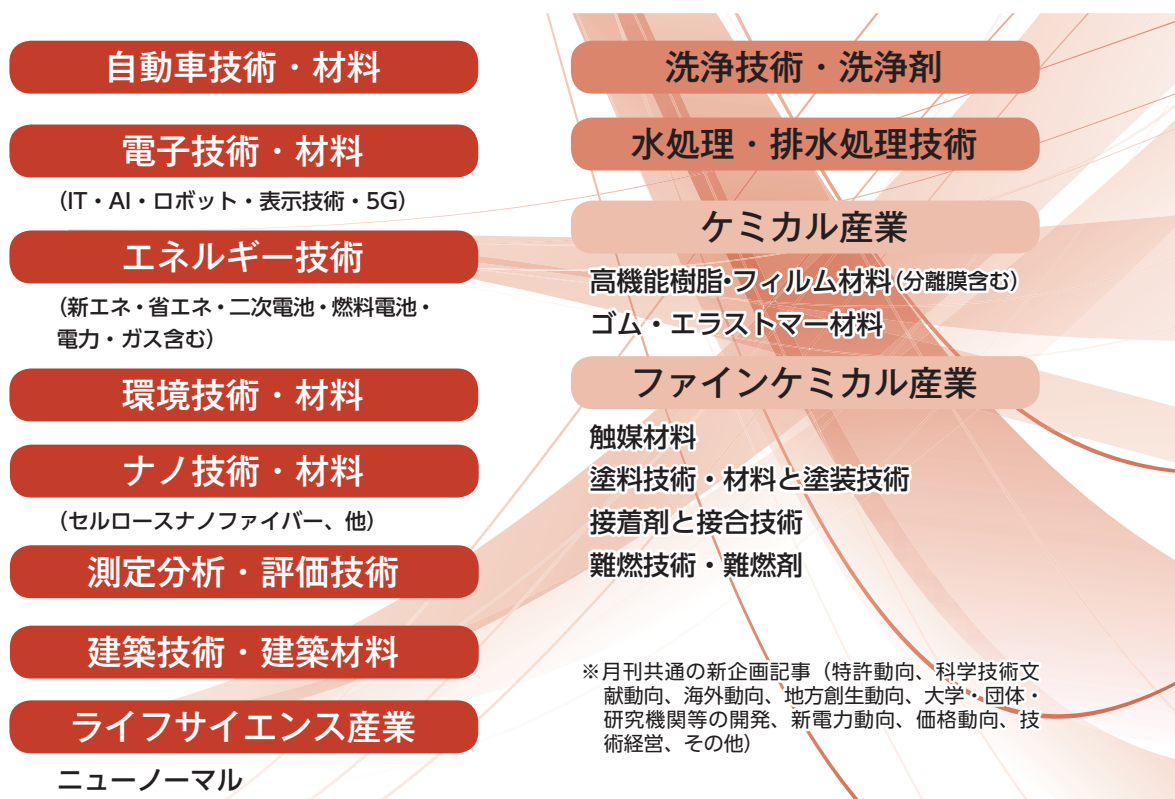 自動車技術・材料
電子技術・材料
（IT・AI・ロボット・表示技術・5G）
エネルギー技術
（新エネ・省エネ・二次電池・燃料電池・
電力・ガス含む）
環境技術・材料
ナノ技術・材料
（セルロースナノファイバー、他）
測定分析・評価技術
建築技術・建築材料
ライフサイエンス産業
ニューノーマル
洗浄技術・洗浄剤
水処理・排水処理技術
ケミカル産業
高機能樹脂・フィルム材料（分離膜含む）
ゴム・エラストマー材料
ファインケミカル産業
触媒材料
塗料技術・材料と塗装技術
接着剤と接合技術
難燃技術・難燃剤
※月刊共通の新企画記事（特許動向、科学技術文
献動向、海外動向、地方創生動向、大学・団体・
研究機関等の開発、新電力動向、価格動向、技
術経営、その他）